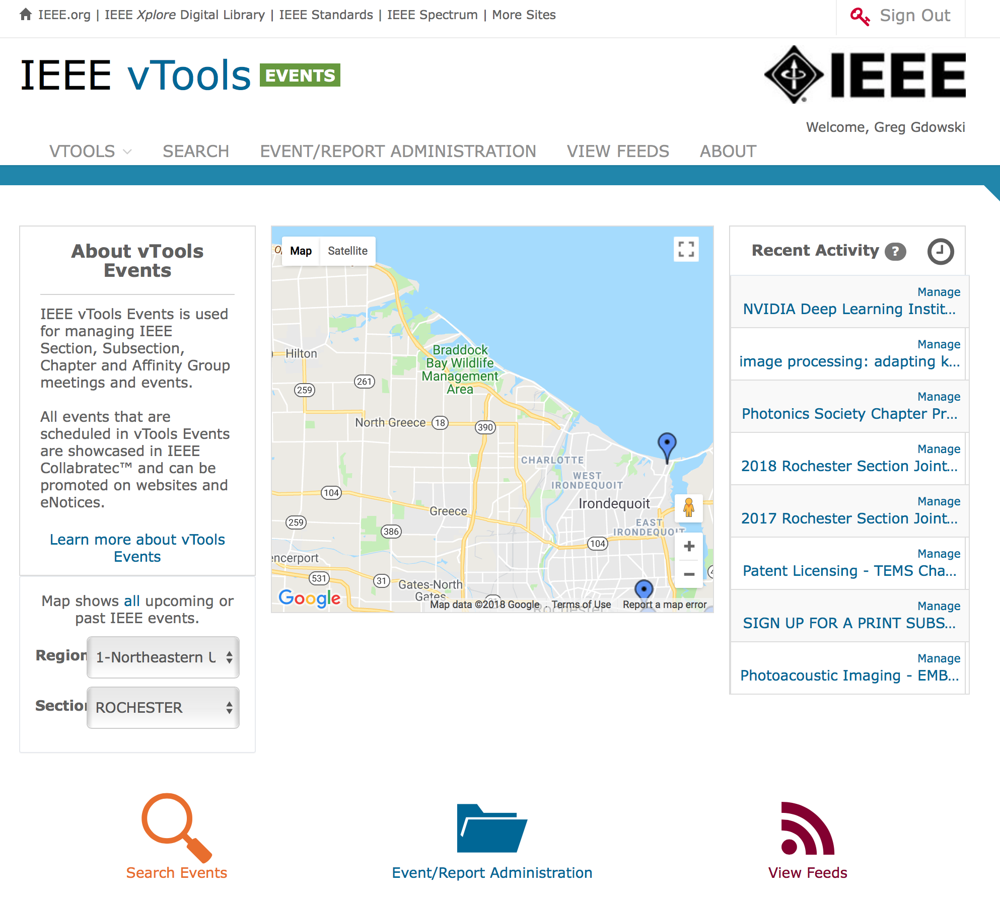 IEEE.org | IEEE Xplore Digital Library | IEEE Standards | IEEE Spectrum | More Sites
Sign Out
IEEE vTools EVENTS
IEEE
Welcome, Greg Gdowski
VTOOLS
SEARCH
EVENT/REPORT ADMINISTRATION
VIEW FEEDS
ABOUT
About vTools
Events
IEEE vTools Events is used
for managing IEEE
Section, Subsection,
Chapter and Affinity Group
meetings and events.
All events that are
scheduled in vTools Events
are showcased in IEEE
Collabratec™ and can be
promoted on websites and
eNotices.
Learn more about vTools
Events
Map shows all upcoming or
past IEEE events.
Region
1-Northeastern U
Section
ROCHESTER
Map
Satellite
Hilton
Braddock
Bay Wildlife
Management
Area
261
259
North Greece
18
390
CHARLOTTE
WEST
IRONDEQUOIT
104
Irondequoit
Greece
259
EAST
IRONDEQUOIT
386
104
+
encerport
−
531
31
Gates-North
Gates
31
Rochester
Google
Map data ©2018 Google
Terms of Use
Report a map error
Recent Activity ?
Manage
NVIDIA Deep Learning Instit...
Manage
image processing: adapting k...
Manage
Photonics Society Chapter Pr...
Manage
2018 Rochester Section Joint...
Manage
2017 Rochester Section Joint...
Manage
Patent Licensing - TEMS Cha...
Manage
SIGN UP FOR A PRINT SUBS...
Manage
Photoacoustic Imaging - EMB...
Search Events
Event/Report Administration
View Feeds